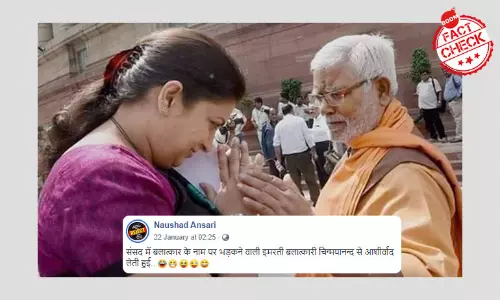 BOOM
FACT
CHECK
Naushad Ansari
22 January at 02:25 ·
संसद में बलात्कार के नाम पर भड़कने वाली इमरती बलात्कारी चिन्मयानन्द से आशीर्वाद
लेती हुई..